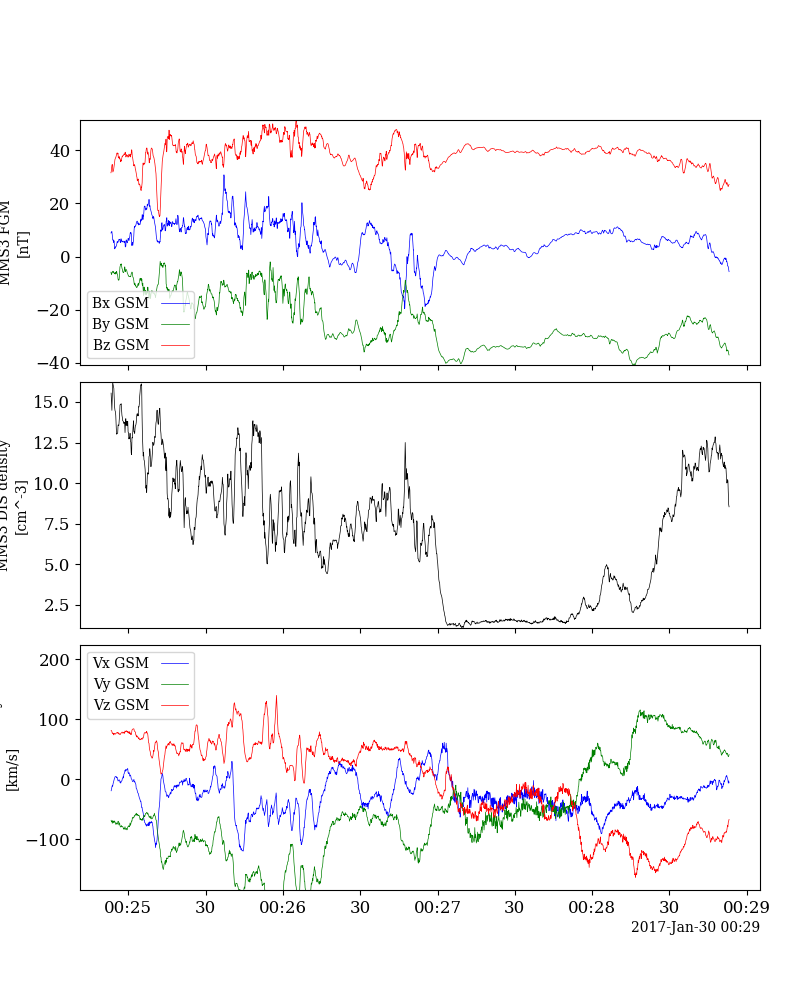 40
20
0
−20
−40
MMS3 FGM
[nT]
Bx GSM
By GSM
Bz GSM
15.0
12.5
10.0
7.5
5.0
2.5
MMS3 DIS density
[cm^-3]
200
100
0
−100
[km/s]
Vx GSM
Vy GSM
Vz GSM
00:25 30 00:26 30 00:27 30 00:28 30 00:29
2017-Jan-30 00:29